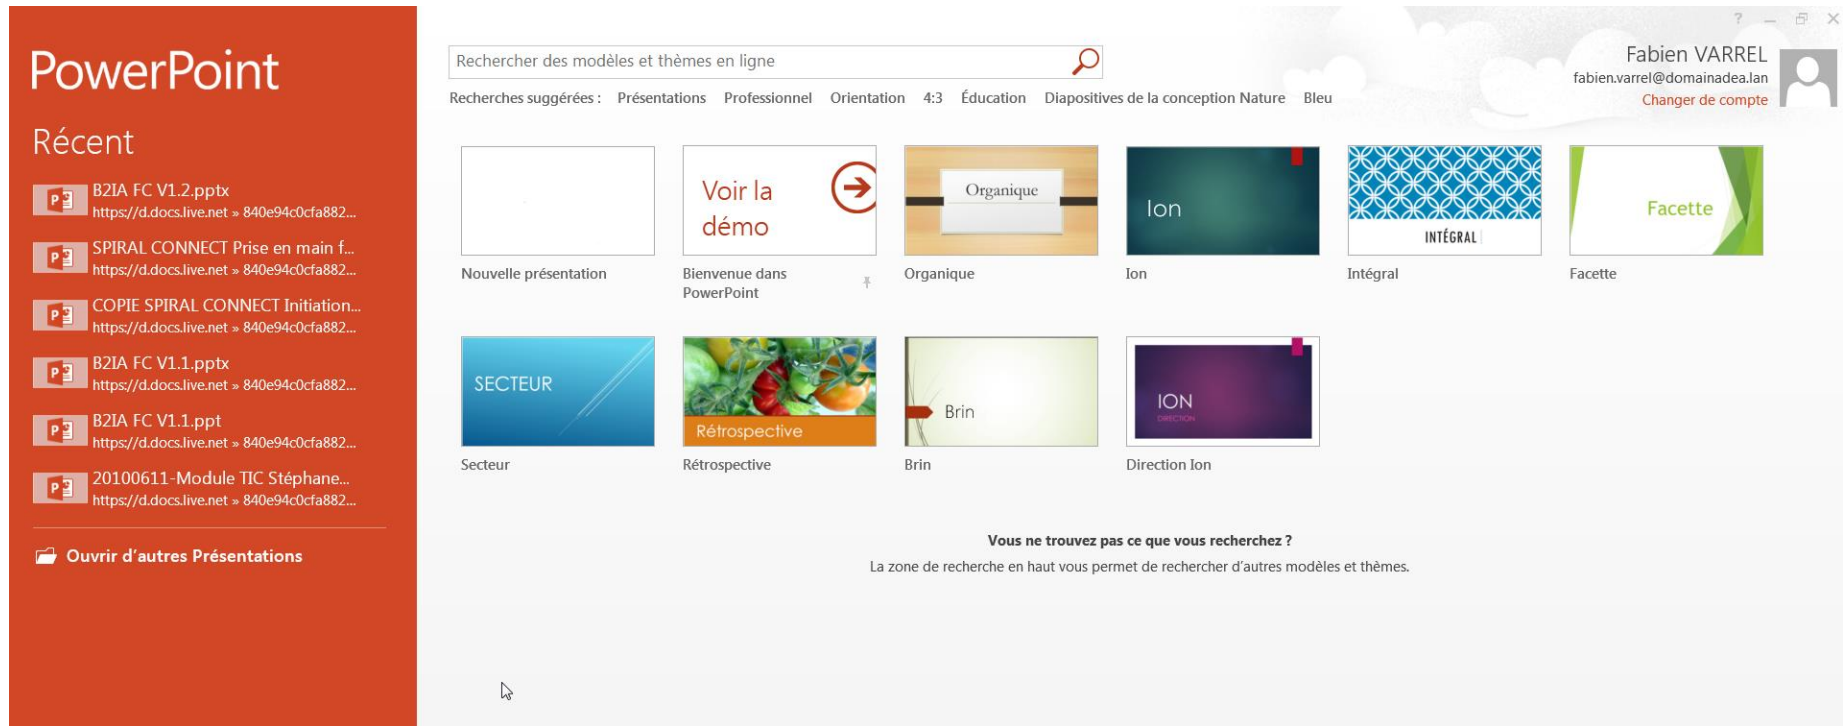 PowerPoint
Récent
B2IA FC V1.2.pptx
https://d.docs.live.net » 840e94c0cfa882...
SPIRAL CONNECT Prise en main f...
https://d.docs.live.net » 840e94c0cfa882...
COPIE SPIRAL CONNECT Initiation...
https://d.docs.live.net » 840e94c0cfa882...
B2IA FC V1.1.pptx
https://d.docs.live.net » 840e94c0cfa882...
B2IA FC V1.1.ppt
https://d.docs.live.net » 840e94c0cfa882...
20100611-Module TIC Stéphane...
https://d.docs.live.net » 840e94c0cfa882...
Ouvrir d'autres Présentations
Rechercher des modèles et thèmes en ligne
Recherches suggérées : Présentations Professionnel Orientation 4:3 Éducation Diapositives de la conception Nature Bleu
Fabien VARREL
fabien.varrel@domainadea.lan
Changer de compte
Voir la
démo
Organique
Ion
INTÉGRAL
Facette
Nouvelle présentation
Bienvenue dans
PowerPoint
Organique
Ion
Intégral
Facette
SECTEUR
Rétrospective
Brin
ION
DIRECTION
Secteur
Rétrospective
Brin
Direction Ion
Vous ne trouvez pas ce que vous recherchez ?
La zone de recherche en haut vous permet de rechercher d'autres modèles et thèmes.